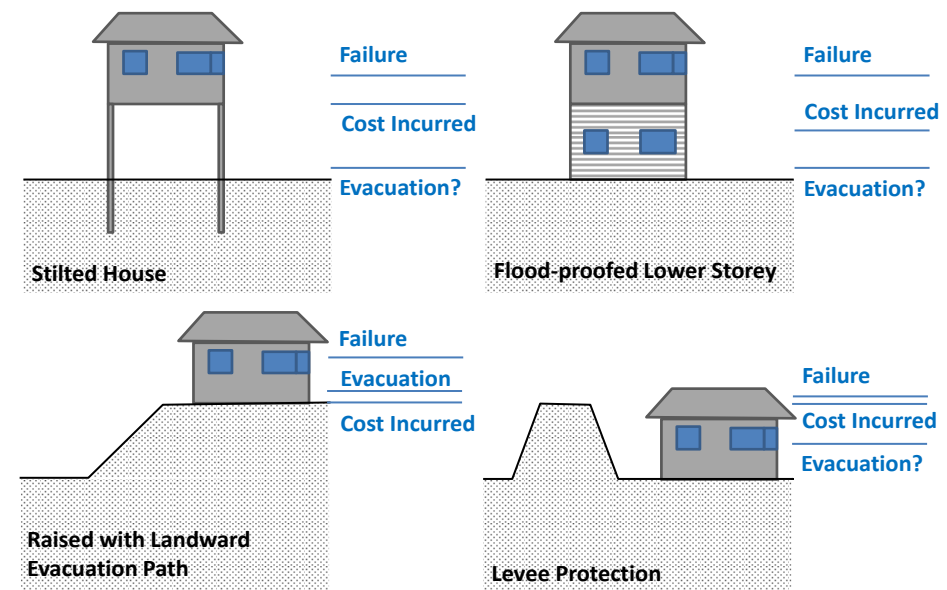 Failure
Cost Incurred
Evacuation?
Stilted House
Failure
Cost Incurred
Evacuation?
Flood-proofed Lower Storey
Failure
Evacuation
Cost Incurred
Raised with Landward
Evacuation Path
Failure
Cost Incurred
Evacuation?
Levee Protection